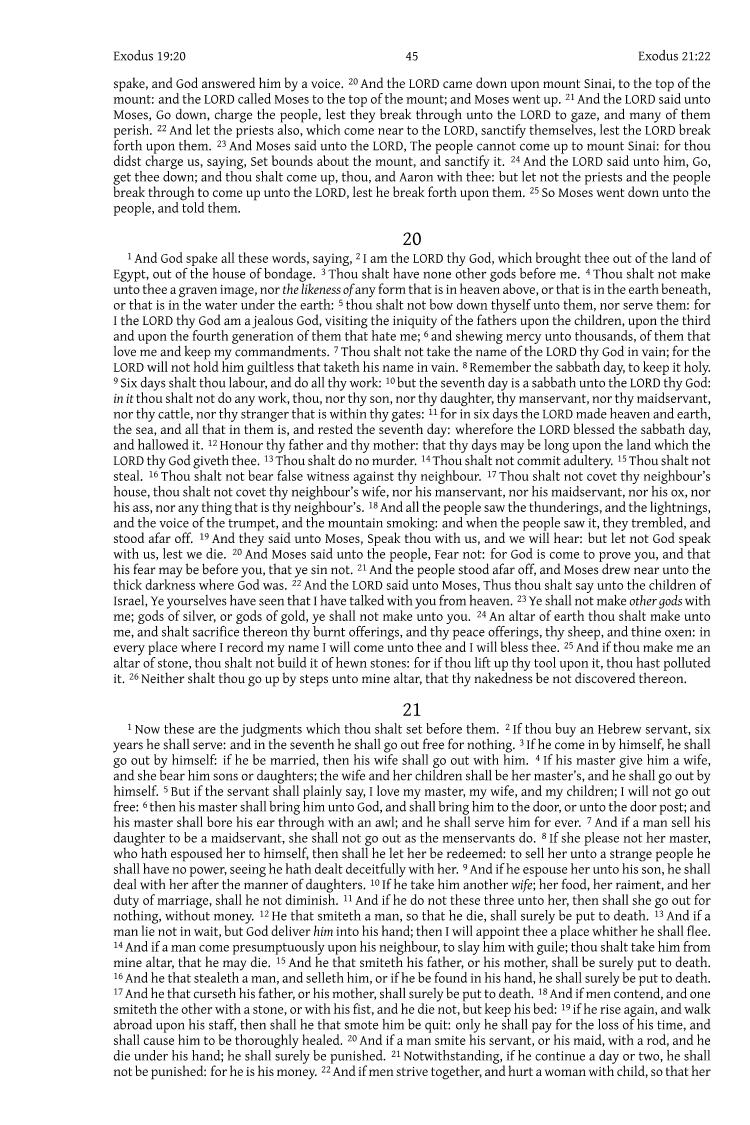 Exodus 19:20 45 Exodus 21:22
spake, and God answered him by a voice. 20 And the LORD came down upon mount Sinai, to the top of the
mount: and the LORD called Moses to the top of the mount; and Moses went up. 21 And the LORD said unto
Moses, Go down, charge the people, lest they break through unto the LORD to gaze, and many of them
perish. 22 And let the priests also, which come near to the LORD, sanctify themselves, lest the LORD break
forth upon them. 23 And Moses said unto the LORD, The people cannot come up to mount Sinai: for thou
didst charge us, saying, Set bounds about the mount, and sanctify it. 24 And the LORD said unto him, Go,
get thee down; and thou shalt come up, thou, and Aaron with thee: but let not the priests and the people
break through to come up unto the LORD, lest he break forth upon them. 25 So Moses went down unto the
people, and told them.
20
1 And God spake all these words, saying, 2 I am the LORD thy God, which brought thee out of the land of
Egypt, out of the house of bondage. 3 Thou shalt have none other gods before me. 4 Thou shalt not make
unto thee a graven image, nor the likeness of any form that is in heaven above, or that is in the earth beneath,
or that is in the water under the earth: 5 thou shalt not bow down thyself unto them, nor serve them: for
I the LORD thy God am a jealous God, visiting the iniquity of the fathers upon the children, upon the third
and upon the fourth generation of them that hate me; 6 and shewing mercy unto thousands, of them that
love me and keep my commandments. 7 Thou shalt not take the name of the LORD thy God in vain; for the
LORD will not hold him guiltless that taketh his name in vain. 8 Remember the sabbath day, to keep it holy.
9 Six days shalt thou labour, and do all thy work: 10 but the seventh day is a sabbath unto the LORD thy God:
in it thou shalt not do any work, thou, nor thy son, nor thy daughter, thy manservant, nor thy maidservant,
nor thy cattle, nor thy stranger that is within thy gates: 11 for in six days the LORD made heaven and earth,
the sea, and all that in them is, and rested the seventh day: wherefore the LORD blessed the sabbath day,
and hallowed it. 12 Honour thy father and thy mother: that thy days may be long upon the land which the
LORD thy God giveth thee. 13 Thou shalt do no murder. 14 Thou shalt not commit adultery. 15 Thou shalt not
steal. 16 Thou shalt not bear false witness against thy neighbour. 17 Thou shalt not covet thy neighbour's
house, thou shalt not covet thy neighbour's wife, nor his manservant, nor his maidservant, nor his ox, nor
his ass, nor any thing that is thy neighbour's. 18 And all the people saw the thunderings, and the lightnings,
and the voice of the trumpet, and the mountain smoking: and when the people saw it, they trembled, and
stood afar off. 19 And they said unto Moses, Speak thou with us, and we will hear: but let not God speak
with us, lest we die. 20 And Moses said unto the people, Fear not: for God is come to prove you, and that
his fear may be before you, that ye sin not. 21 And the people stood afar off, and Moses drew near unto the
thick darkness where God was. 22 And the LORD said unto Moses, Thus thou shalt say unto the children of
Israel, Ye yourselves have seen that I have talked with you from heaven. 23 Ye shall not make other gods with
me; gods of silver, or gods of gold, ye shall not make unto you. 24 An altar of earth thou shalt make unto
me, and shalt sacrifice thereon thy burnt offerings, and thy peace offerings, thy sheep, and thine oxen: in
every place where I record my name I will come unto thee and I will bless thee. 25 And if thou make me an
altar of stone, thou shalt not build it of hewn stones: for if thou lift up thy tool upon it, thou hast polluted
it. 26 Neither shalt thou go up by steps unto mine altar, that thy nakedness be not discovered thereon.
21
1 Now these are the judgments which thou shalt set before them. 2 If thou buy an Hebrew servant, six
years he shall serve: and in the seventh he shall go out free for nothing. 3 If he come in by himself, he shall
go out by himself: if he be married, then his wife shall go out with him. 4 If his master give him a wife,
and she bear him sons or daughters; the wife and her children shall be her master's, and he shall go out by
himself. 5 But if the servant shall plainly say, I love my master, my wife, and my children; I will not go out
free: 6 then his master shall bring him unto God, and shall bring him to the door, or unto the door post; and
his master shall bore his ear through with an awl; and he shall serve him for ever. 7 And if a man sell his
daughter to be a maidservant, she shall not go out as the menservants do. 8 If she please not her master,
who hath espoused her to himself, then shall he let her be redeemed: to sell her unto a strange people he
shall have no power, seeing he hath dealt deceitfully with her. 9 And if he espouse her unto his son, he shall
deal with her after the manner of daughters. 10 If he take him another wife; her food, her raiment, and her
duty of marriage, shall he not diminish. 11 And if he do not these three unto her, then shall she go out for
nothing, without money. 12 He that smiteth a man, so that he die, shall surely be put to death. 13 And if a
man lie not in wait, but God deliver him into his hand; then I will appoint thee a place whither he shall flee.
14 And if a man come presumptuously upon his neighbour, to slay him with guile; thou shalt take him from
mine altar, that he may die. 15 And he that smiteth his father, or his mother, shall be surely put to death.
16 And he that stealeth a man, and selleth him, or if he be found in his hand, he shall surely be put to death.
17 And he that curseth his father, or his mother, shall surely be put to death. 18 And if men contend, and one
smiteth the other with a stone, or with his fist, and he die not, but keep his bed: 19 if he rise again, and walk
abroad upon his staff, then shall he that smote him be quit: only he shall pay for the loss of his time, and
shall cause him to be thoroughly healed. 20 And if a man smite his servant, or his maid, with a rod, and he
die under his hand; he shall surely be punished. 21 Notwithstanding, if he continue a day or two, he shall
not be punished: for he is his money. 22 And if men strive together, and hurt a woman with child, so that her